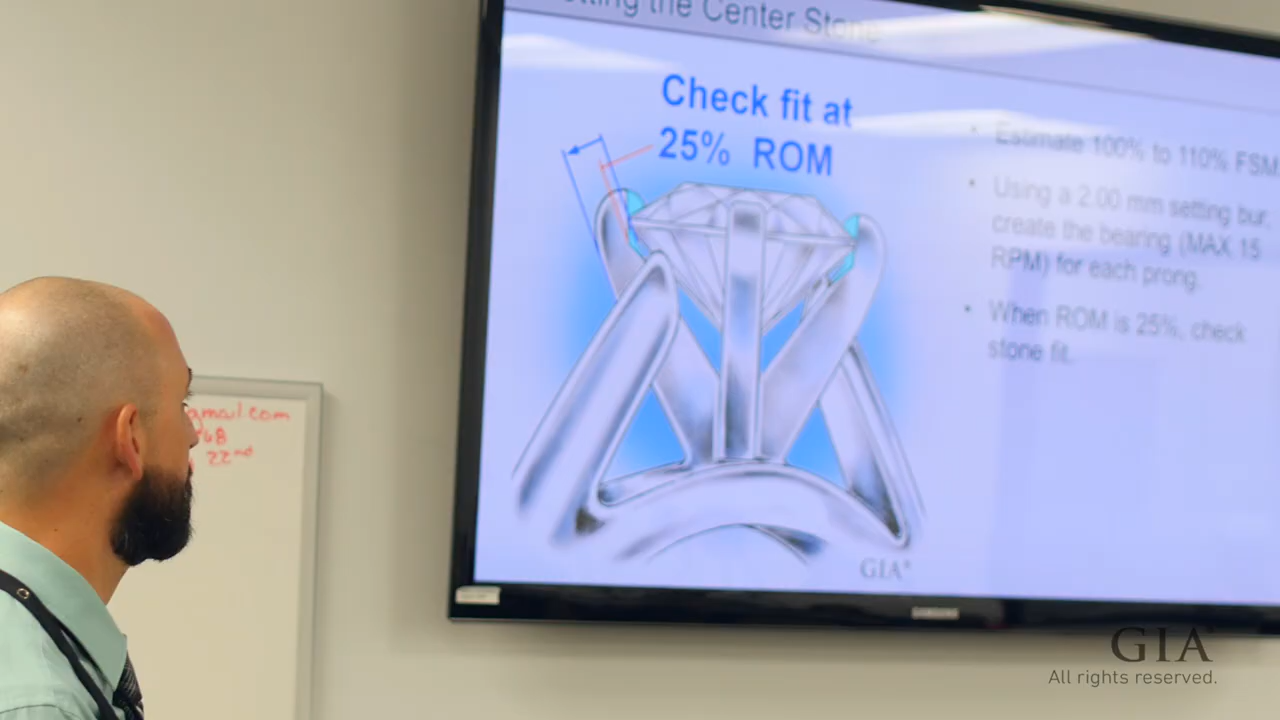 the Center Stone
Check fit at
25% ROM
• Estimate 100% to 110% FSM
• Using a 2.00 mm setting bur,
create the bearing (MAX 15
RPM) for each prong.
• When ROM is 25%, check
stone fit.
gmail.com
22nd
GIA®
GIA
All rights reserved.